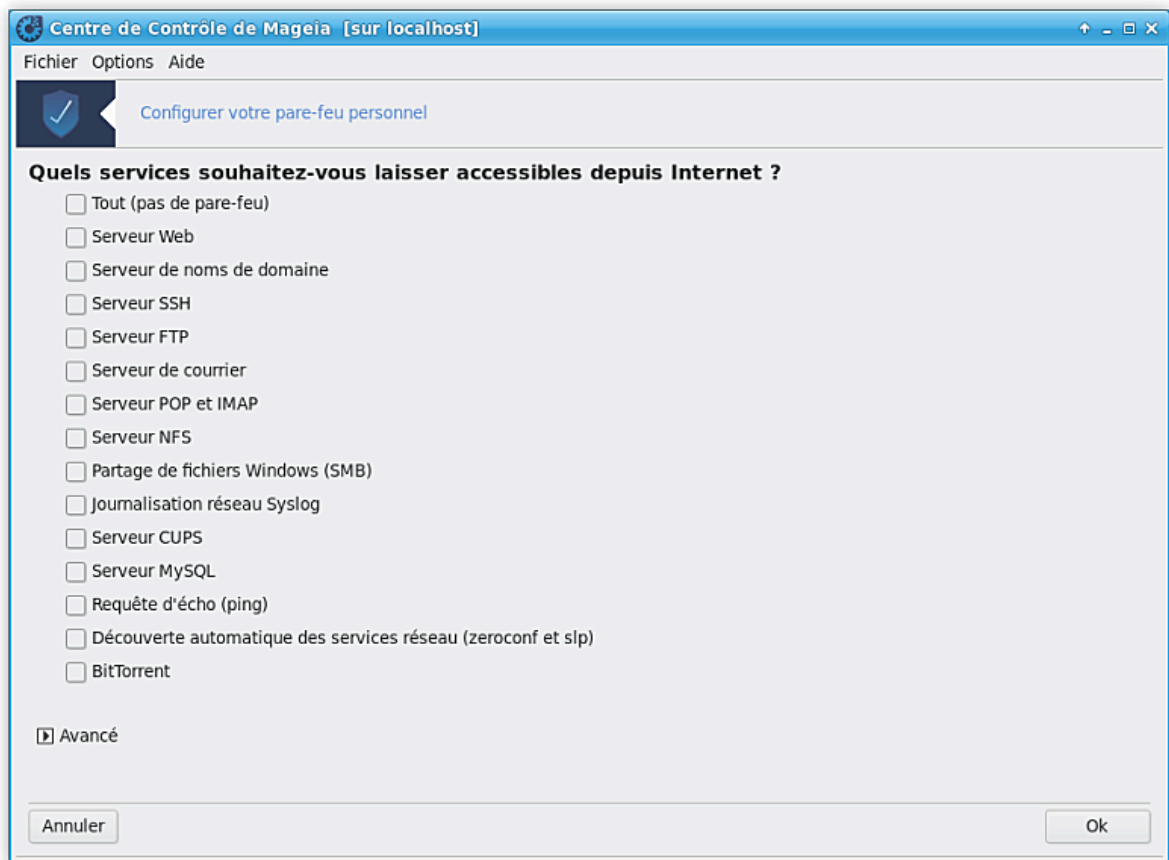 Centre de Contrôle de Mageia [sur localhost]
Fichier Options Aide
Configurer votre pare-feu personnel
Quels services souhaitez-vous laisser accessibles depuis Internet ?
Tout (pas de pare-feu)
Serveur Web
Serveur de noms de domaine
Serveur SSH
Serveur FTP
Serveur de courrier
Serveur POP et IMAP
Serveur NFS
Partage de fichiers Windows (SMB)
Journalisation réseau Syslog
Serveur CUPS
Serveur MySQL
Requête d'écho (ping)
Découverte automatique des services réseau (zeroconf et slp)
BitTorrent
Avancé
Annuler Ok